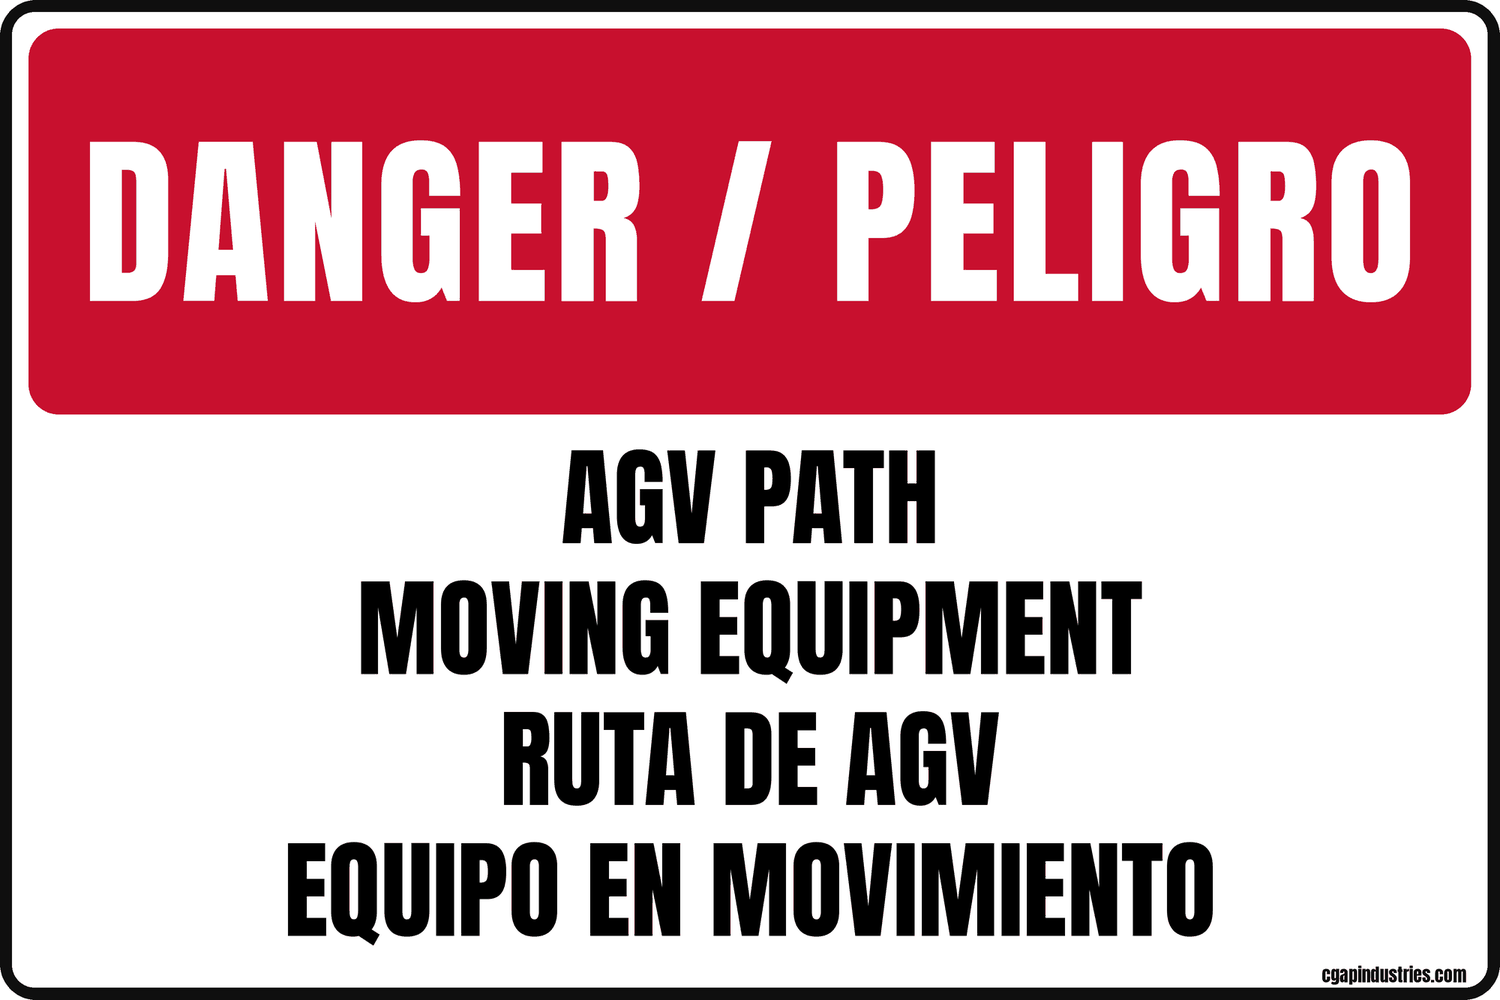 DANGER / PELIGRO
AGV PATH
MOVING EQUIPMENT
RUTA DE AGV
EQUIPO EN MOVIMIENTO
cgapindustries.com